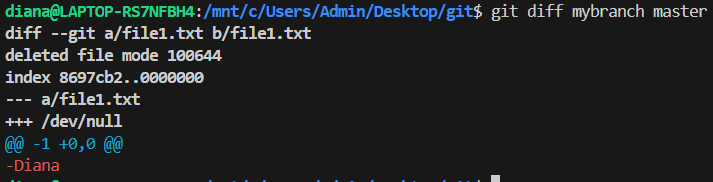 diana@LAPTOP-RS7NFBH4:/mnt/c/Users/Admin/Desktop/git$ git diff mybranch master
diff --git a/file1.txt b/file1.txt
deleted file mode 100644
index 8697cb2..0000000
--- a/file1.txt
+++ /dev/null
@@ -1 +0,0 @@
-Diana